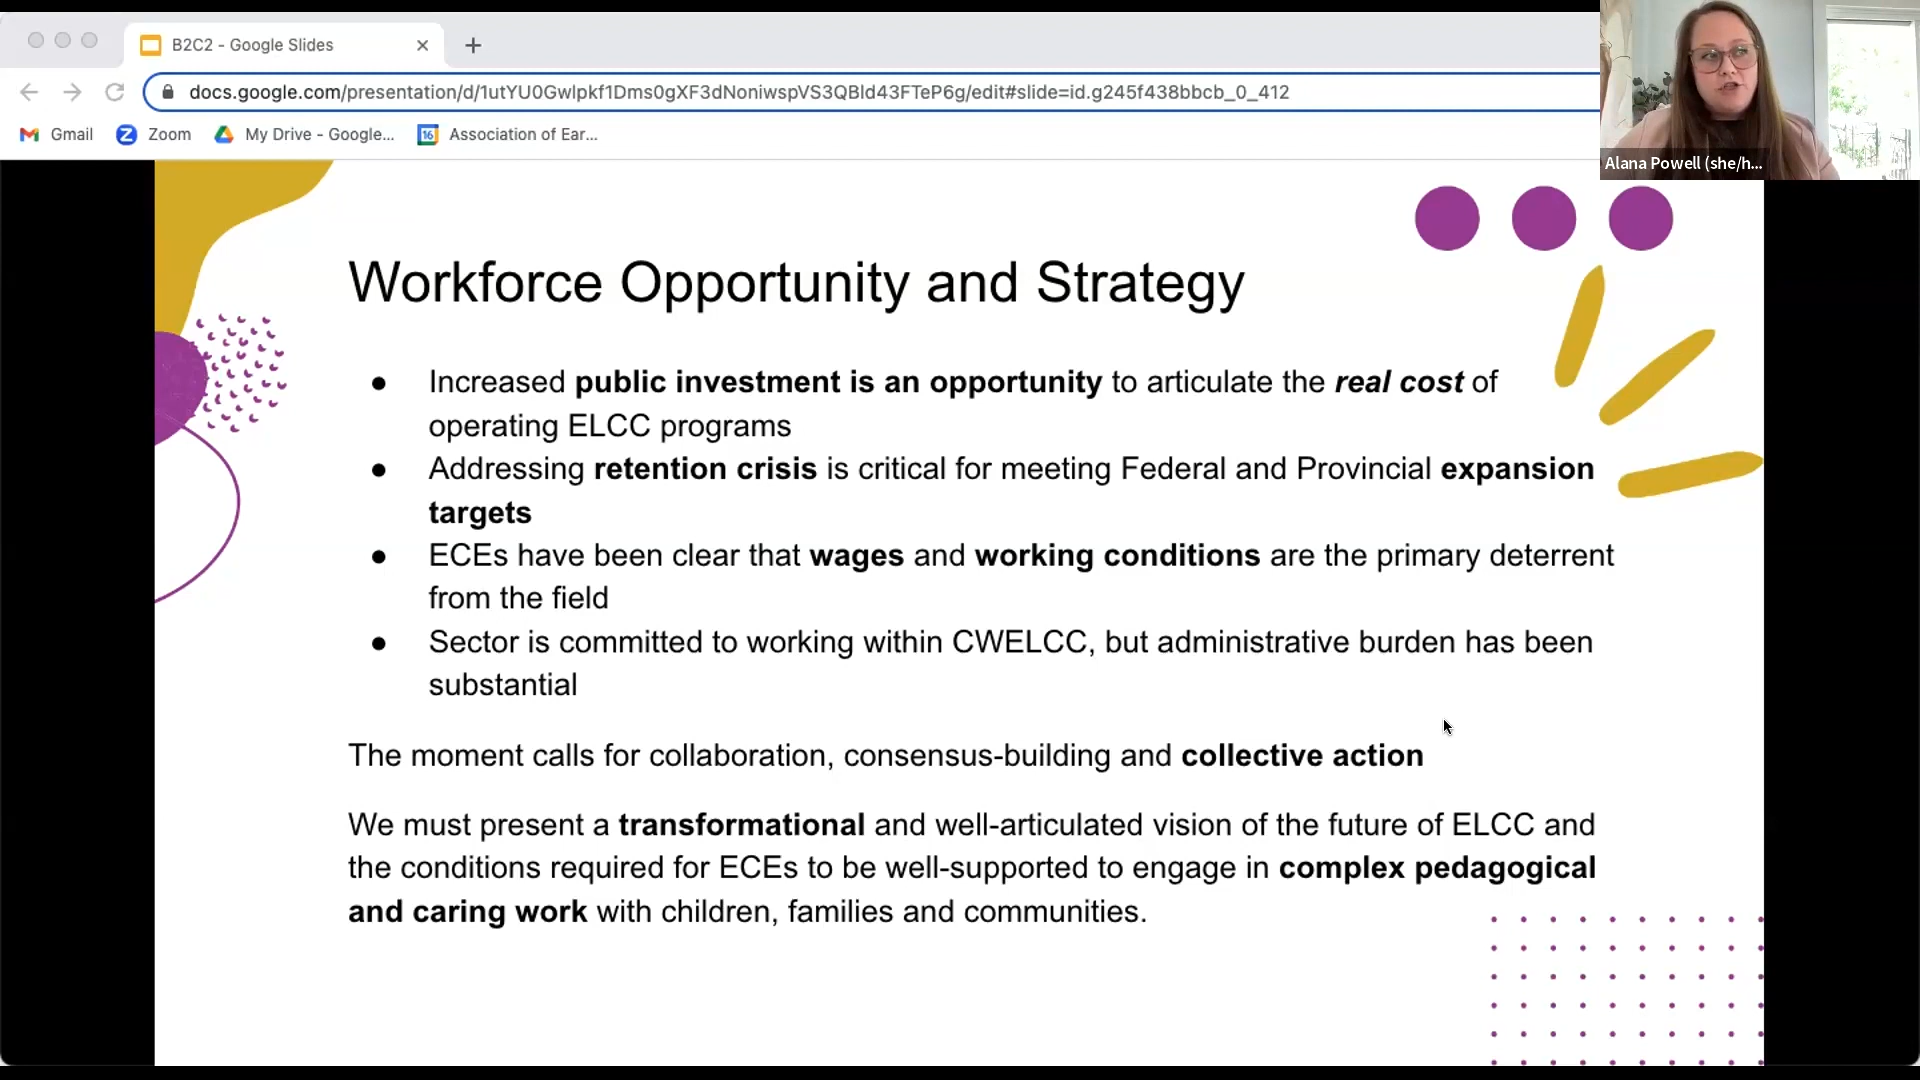 B2C2 - Google Slides
docs.google.com/presentation/d/1utYU0Gwlpkf1Dms0gXF3dNoniwspVS3QBld43FTeP6g/edit#slide=id.g245f438bbcb_0_412
Gmail Zoom My Drive - Google... 16 Association of Ear...
Alana Powell (she/h...
Workforce Opportunity and Strategy
● Increased public investment is an opportunity to articulate the real cost of
operating ELCC programs
● Addressing retention crisis is critical for meeting Federal and Provincial expansion
targets
● ECEs have been clear that wages and working conditions are the primary deterrent
from the field
● Sector is committed to working within CWELCC, but administrative burden has been
substantial
The moment calls for collaboration, consensus-building and collective action
We must present a transformational and well-articulated vision of the future of ELCC and
the conditions required for ECEs to be well-supported to engage in complex pedagogical
and caring work with children, families and communities.